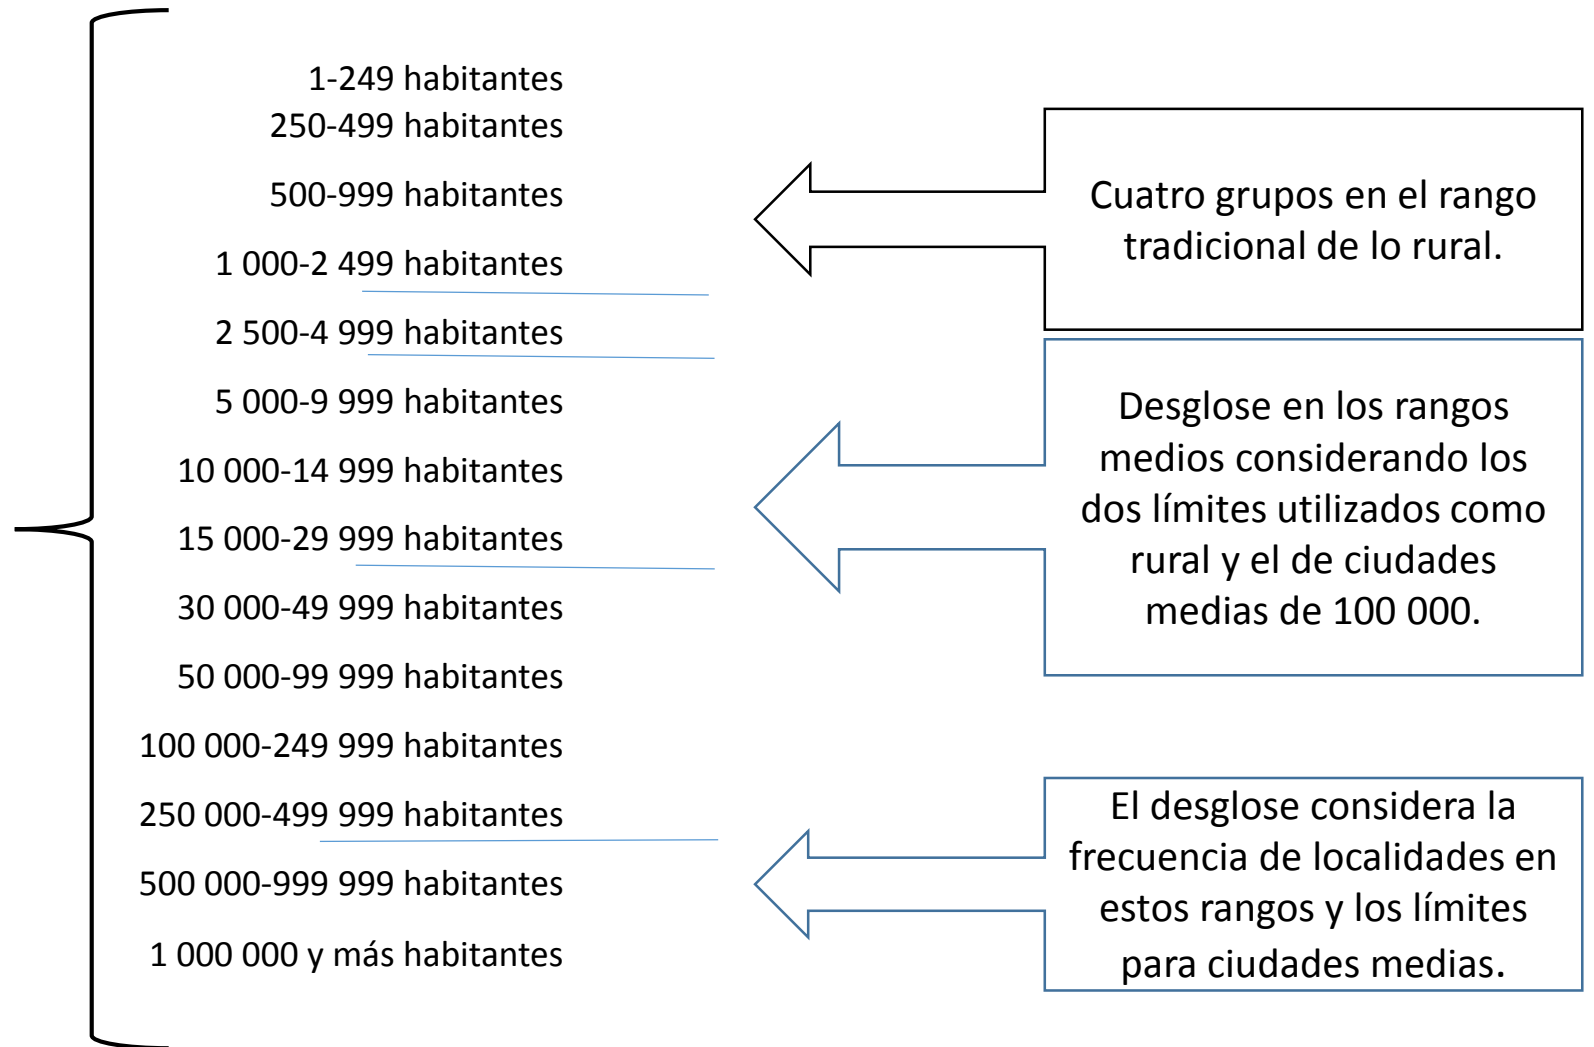 1-249 habitantes
250-499 habitantes
500-999 habitantes
1 000-2 499 habitantes
2 500-4 999 habitantes
5 000-9 999 habitantes
10 000-14 999 habitantes
15 000-29 999 habitantes
30 000-49 999 habitantes
50 000-99 999 habitantes
100 000-249 999 habitantes
250 000-499 999 habitantes
500 000-999 999 habitantes
1 000 000 y más habitantes
Cuatro grupos en el rango
tradicional de lo rural.
Desglose en los rangos
medios considerando los
dos límites utilizados como
rural y el de ciudades
medias de 100 000.
El desglose considera la
frecuencia de localidades en
estos rangos y los límites
para ciudades medias.